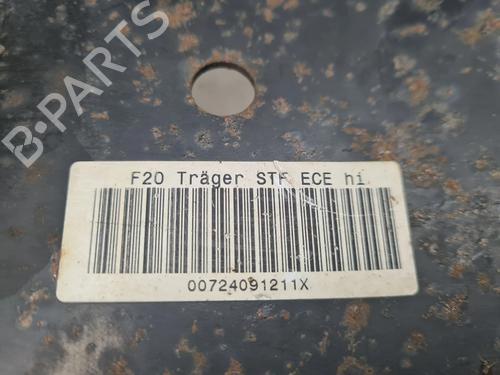 B-PARTS
F20 Träger STF ECE hi
00724091211X